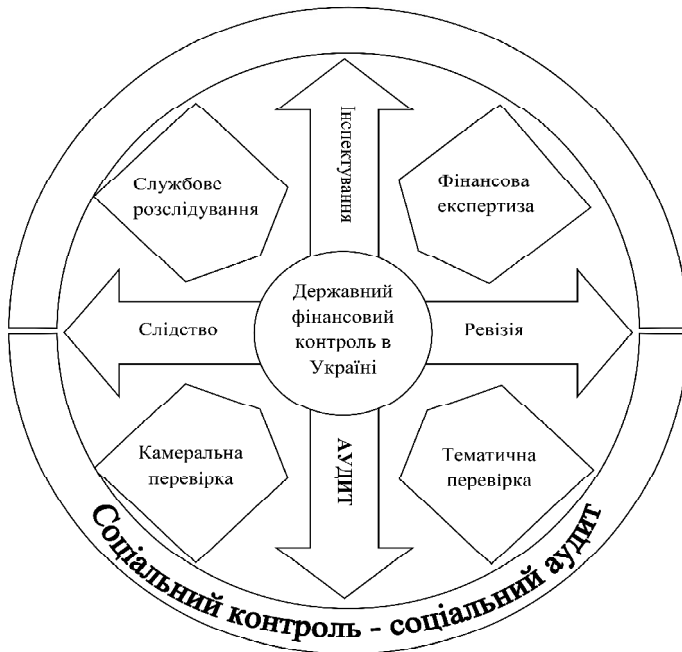 Інспектування
Службове
розслідування
Фінансова
експертиза
Державний
фінансовий
контроль в
Україні
Слідство
Ревізія
АУДИТ
Камеральна
перевірка
Тематична
перевірка
Соціальний контроль - соціальний аудит